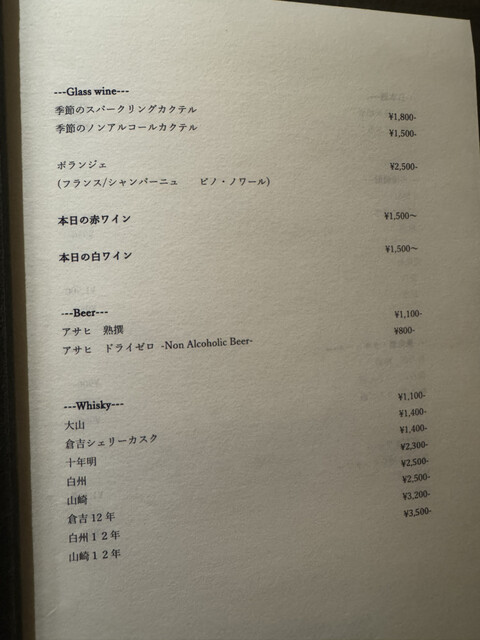 ---Glass wine---
季節のスパークリングカクテル ¥1,800-
季節のノンアルコールカクテル ¥1,500-
ボランジェ ¥2,500-
(フランス/シャンパーニュ ピノ・ノワール)
本日の赤ワイン ¥1,500～
本日の白ワイン ¥1,500～
---Beer---
アサヒ 熟撰 ¥1,100-
アサヒ ドライゼロ -Non Alcoholic Beer- ¥800-
---Whisky---
大山 ¥1,100-
倉吉シェリーカスク ¥1,400-
十年明 ¥1,400-
白州 ¥2,300-
山崎 ¥2,500-
倉吉 12 年 ¥2,500-
白州１２年 ¥3,200-
山崎１２年 ¥3,500-